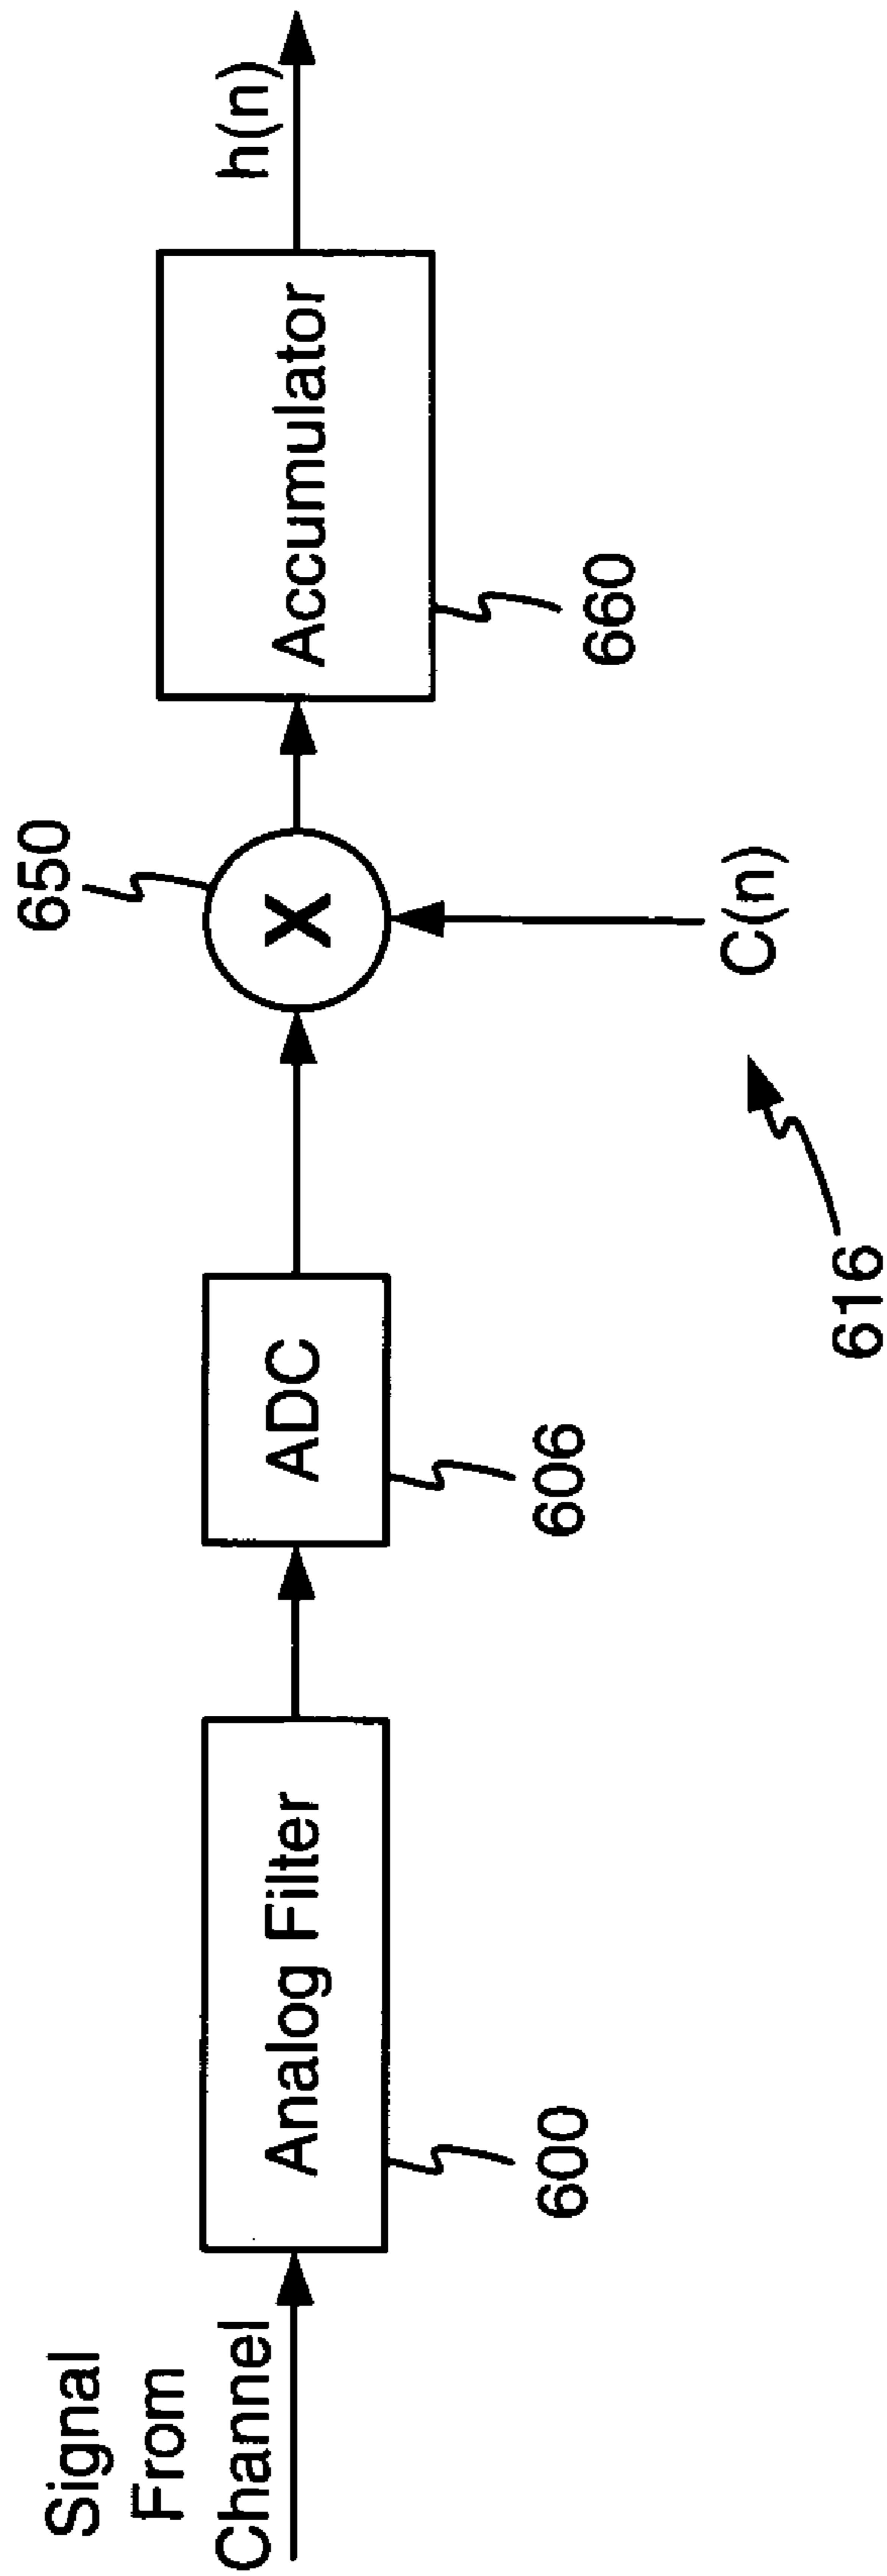 Signal
From
Channel
Analog Filter
600
ADC
606
X
650
C(n)
616
Accumulator
660
h(n)